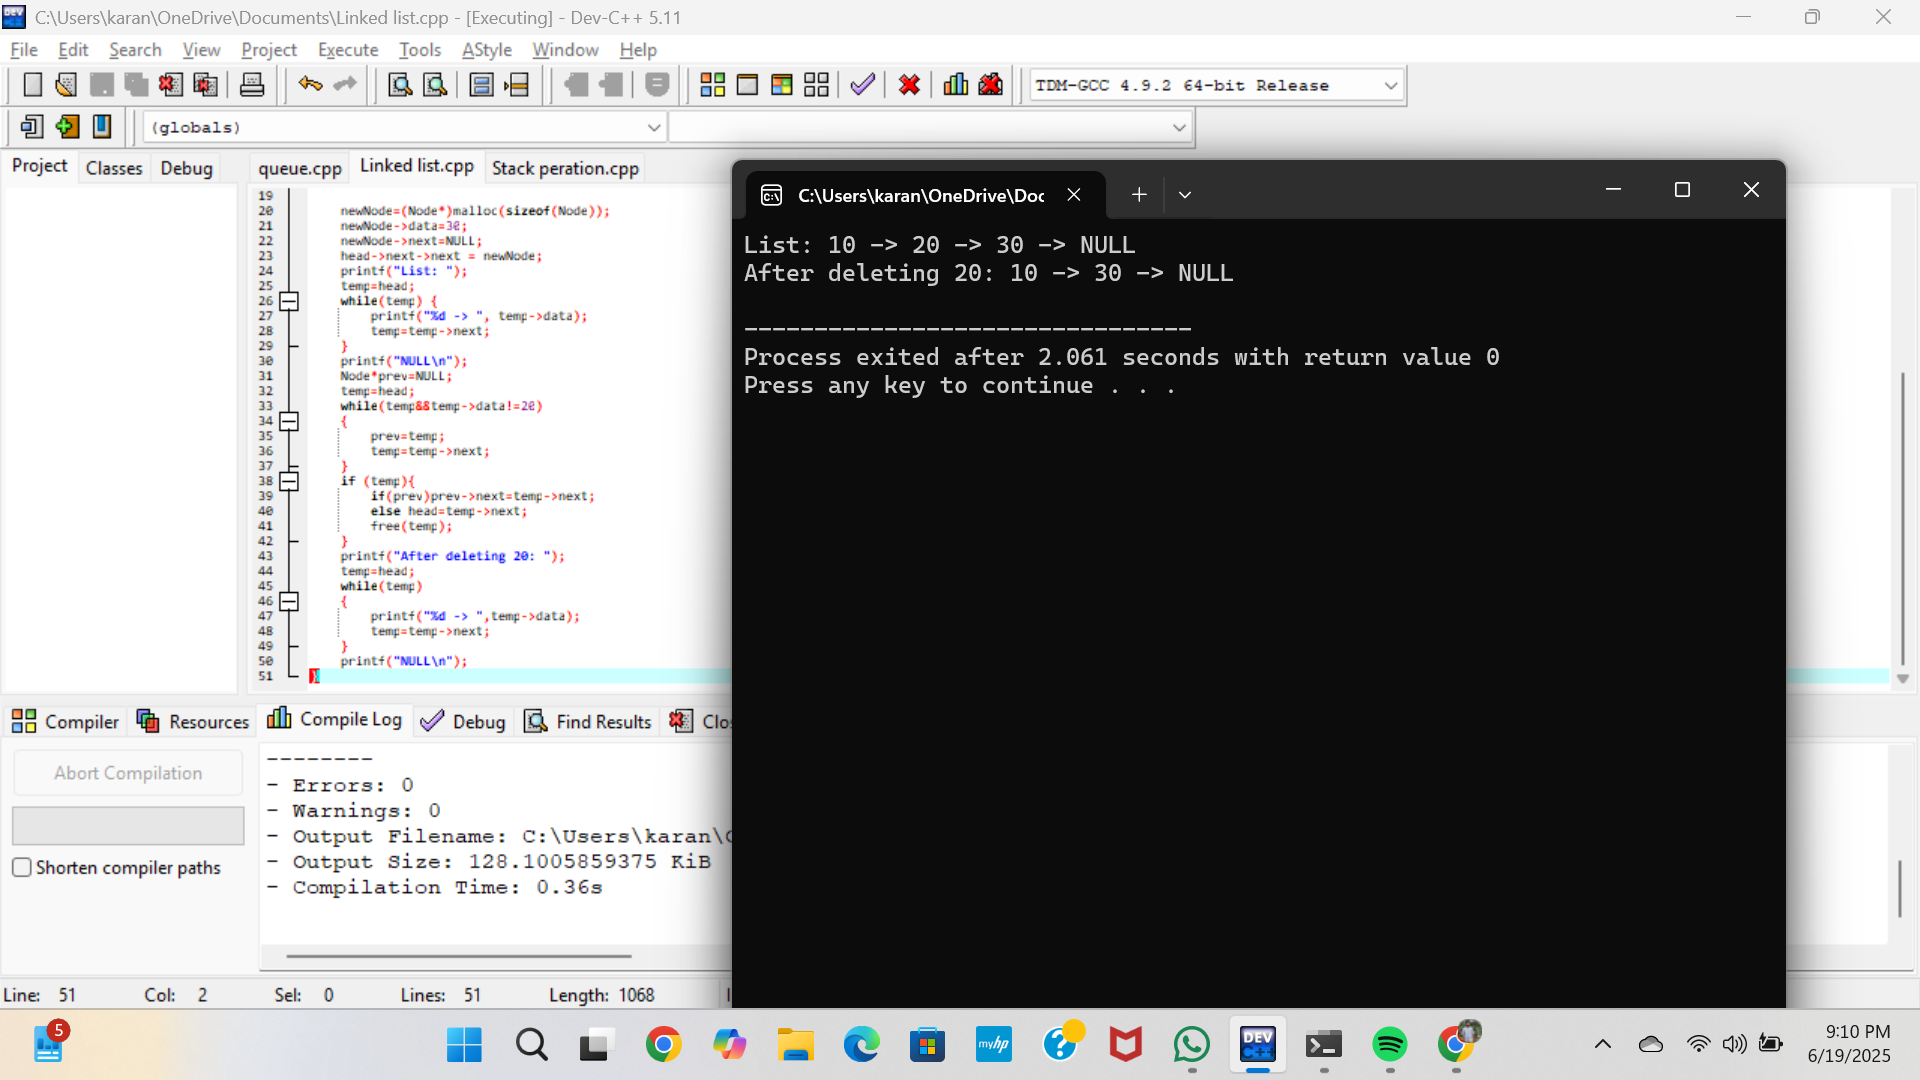 C:\Users\karan\OneDrive\Documents\Linked list.cpp - [Executing] - Dev-C++ 5.11
File Edit Search View Project Execute Tools AStyle Window Help
TDM-GCC 4.9.2 64-bit Release
(globals)
Project Classes Debug
queue.cpp Linked list.cpp Stack peration.cpp
19
20 newNode=(Node*)malloc(sizeof(Node));
21 newNode->data=30;
22 newNode->next=NULL;
23 head->next->next = newNode;
24 printf("List: ");
25 temp=head;
26 while(temp) {
27 printf("%d -> ", temp->data);
28 temp=temp->next;
29 }
30 printf("NULL\n");
31 Node*prev=NULL;
32 temp=head;
33 while(temp&&temp->data!=20)
34 {
35 prev=temp;
36 temp=temp->next;
37 }
38 if (temp){
39 if(prev)prev->next=temp->next;
40 else head=temp->next;
41 free(temp);
42 }
43 printf("After deleting 20: ");
44 temp=head;
45 while(temp)
46 {
47 printf("%d -> ",temp->data);
48 temp=temp->next;
49 }
50 printf("NULL\n");
51 }
C:\Users\karan\OneDrive\Doc
List: 10 -> 20 -> 30 -> NULL
After deleting 20: 10 -> 30 -> NULL
--------------------------------
Process exited after 2.061 seconds with return value 0
Press any key to continue . . .
Compiler Resources Compile Log Debug Find Results Clo
Abort Compilation
Shorten compiler paths
--------
- Errors: 0
- Warnings: 0
- Output Filename: C:\Users\karan\
- Output Size: 128.1005859375 KiB
- Compilation Time: 0.36s
Line: 51 Col: 2 Sel: 0 Lines: 51 Length: 1068
5
myhp
DEV
C++
9:10 PM
6/19/2025